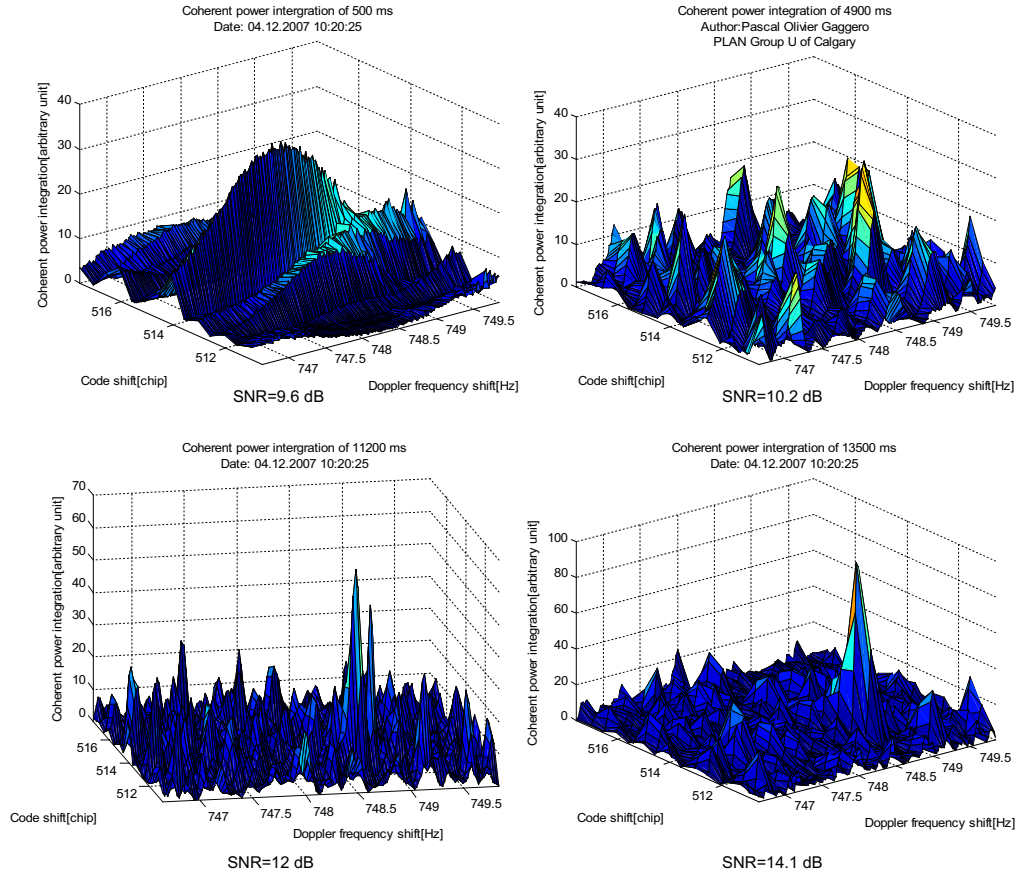 Coherent power intergration of 500 ms
Date: 04.12.2007 10:20:25
Coherent power integration[arbitrary unit]
40
30
20
10
0
516
514
512
Code shift[chip]
747
747.5
748
748.5
749
749.5
Doppler frequency shift[Hz]
SNR=9.6 dB
Coherent power integration of 4900 ms
Author:Pascal Olivier Gaggero
PLAN Group U of Calgary
Coherent power integration[arbitrary unit]
40
30
20
10
0
516
514
512
Code shift[chip]
747
747.5
748
748.5
749
749.5
Doppler frequency shift[Hz]
SNR=10.2 dB
Coherent power intergration of 11200 ms
Date: 04.12.2007 10:20:25
Coherent power integration[arbitrary unit]
70
60
50
40
30
20
10
0
516
514
512
Code shift[chip]
747
747.5
748
748.5
749
749.5
Doppler frequency shift[Hz]
SNR=12 dB
Coherent power intergration of 13500 ms
Date: 04.12.2007 10:20:25
Coherent power integration[arbitrary unit]
100
80
60
40
20
0
516
514
512
Code shift[chip]
747
747.5
748
748.5
749
749.5
Doppler frequency shift[Hz]
SNR=14.1 dB